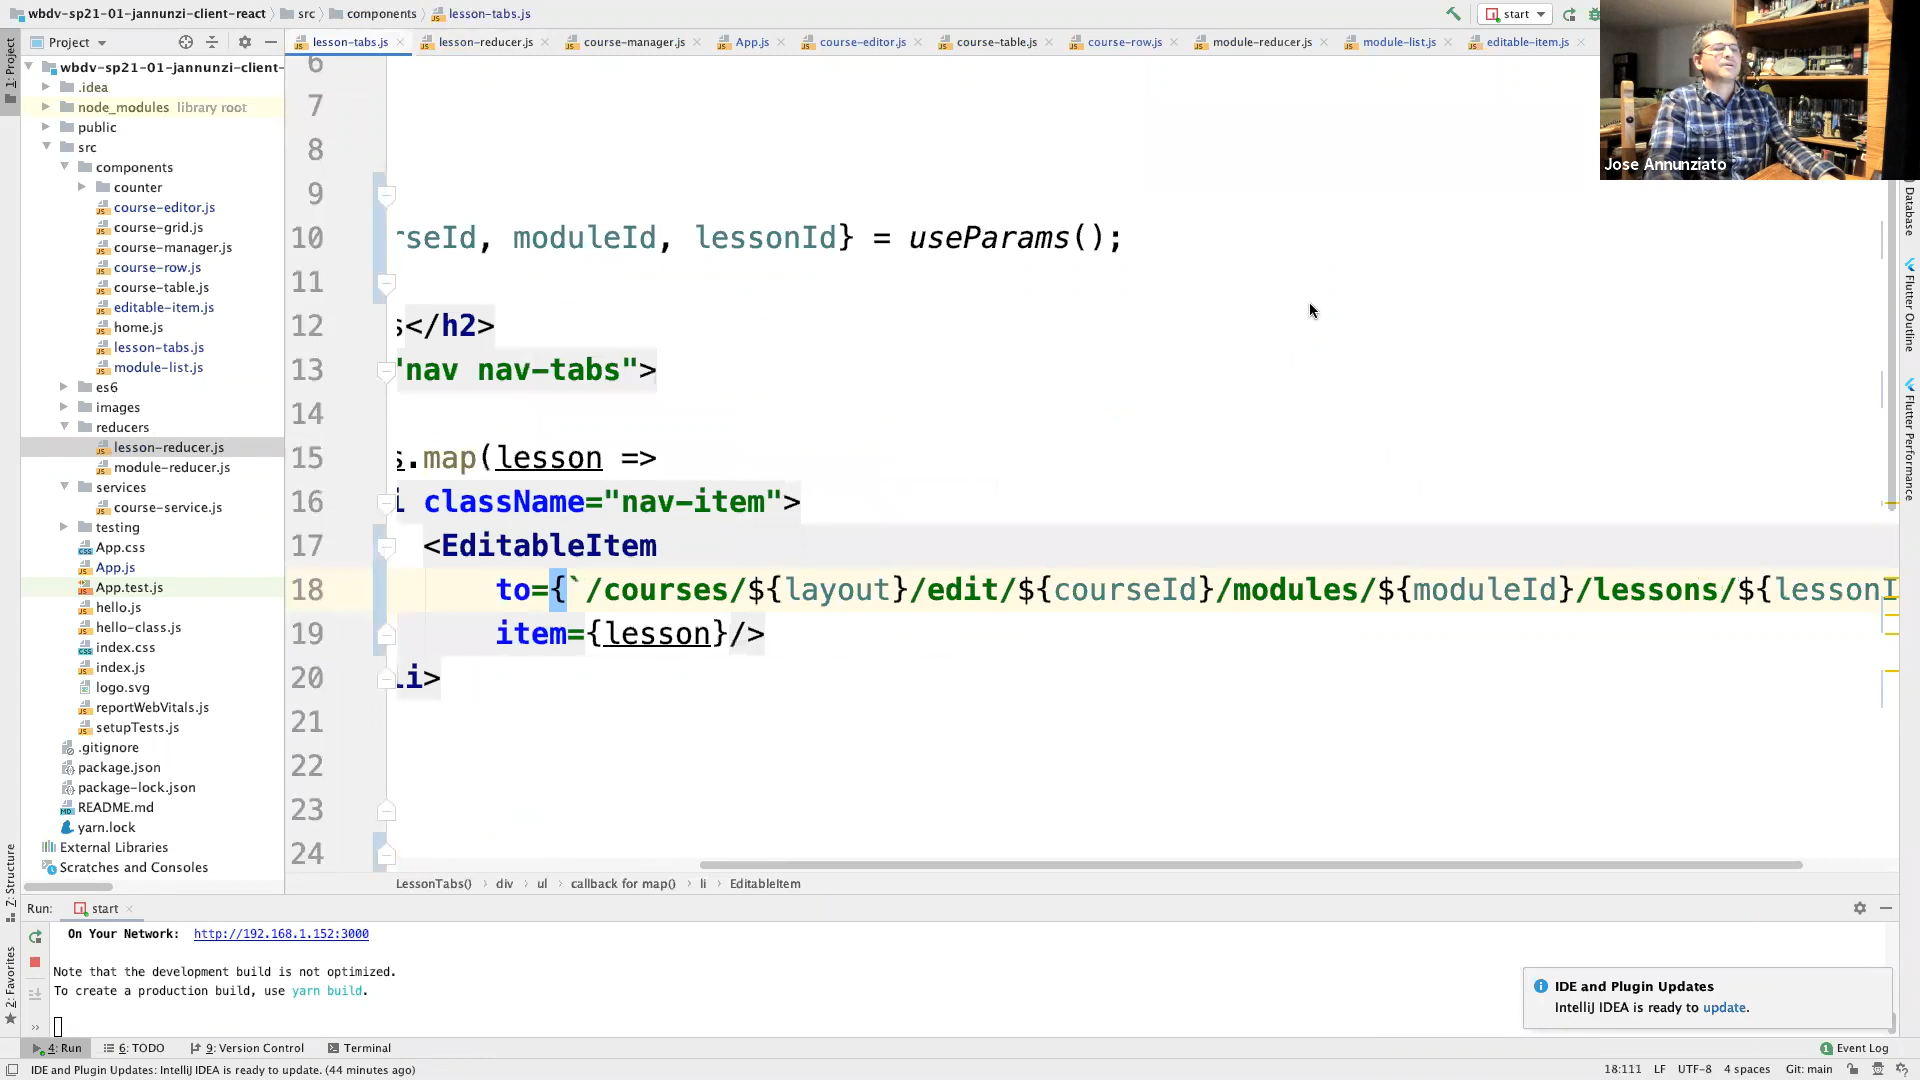 wbdv-sp21-01-jannunzi-client-react
src
components
lesson-tabs.js
start
Project
lesson-tabs.js
lesson-reducer.js
course-manager.js
App.js
course-editor.js
course-table.js
course-row.js
module-reducer.js
module-list.js
editable-item.js
1: Project
wbdv-sp21-01-jannunzi-client-
.idea
node_modules library root
public
src
components
counter
course-editor.js
course-grid.js
course-manager.js
course-row.js
course-table.js
editable-item.js
home.js
lesson-tabs.js
module-list.js
es6
images
reducers
lesson-reducer.js
module-reducer.js
services
course-service.js
testing
App.css
App.js
App.test.js
hello.js
hello-class.js
index.css
index.js
logo.svg
reportWebVitals.js
setupTests.js
.gitignore
package.json
package-lock.json
README.md
yarn.lock
External Libraries
Scratches and Consoles
6
7
8
9
10 rseId, moduleId, lessonId} = useParams();
11
12 s</h2>
13 "nav nav-tabs">
14
15 s.map(lesson =>
16 i className="nav-item">
17 <EditableItem
18 to={`/courses/${layout}/edit/${courseId}/modules/${moduleId}/lessons/${lessonI
19 item={lesson}/>
20 li>
21
22
23
24
LessonTabs() › div › ul › callback for map() › li › EditableItem
Jose Annunziato
Database
Flutter Outline
Flutter Performance
Z: Structure
2: Favorites
Run: start
On Your Network: http://192.168.1.152:3000
Note that the development build is not optimized.
To create a production build, use yarn build.
IDE and Plugin Updates
IntelliJ IDEA is ready to update.
4: Run
6: TODO
9: Version Control
Terminal
1 Event Log
IDE and Plugin Updates: IntelliJ IDEA is ready to update. (44 minutes ago)
18:111 LF UTF-8 4 spaces Git: main